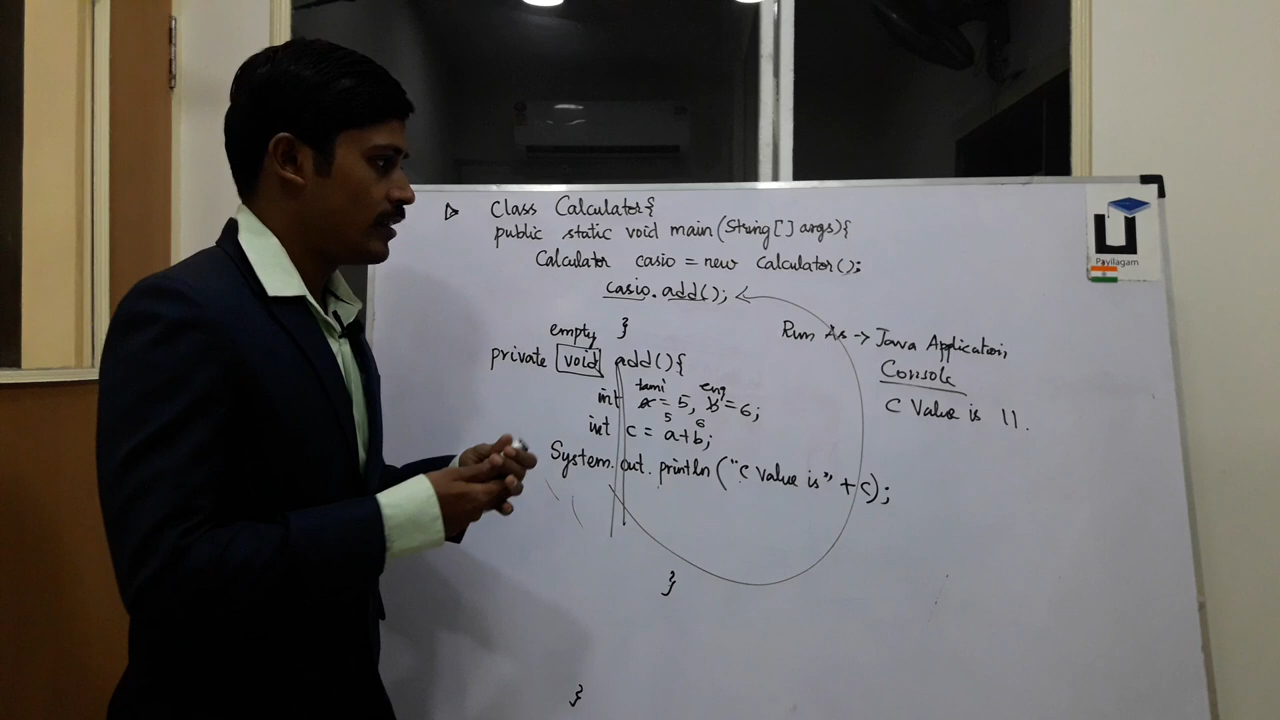 Class Calculator{
public static void main(String[] args){
Calculator casio = new Calculator();
casio.add();
}
empty
private void add(){
tami eng
int a = 5, b = 6;
5 6
int c = a+b;
System.out.println("C Value is" + c);
}
}
Run As -> Java Application,
Console
C Value is 11.
Payilagam